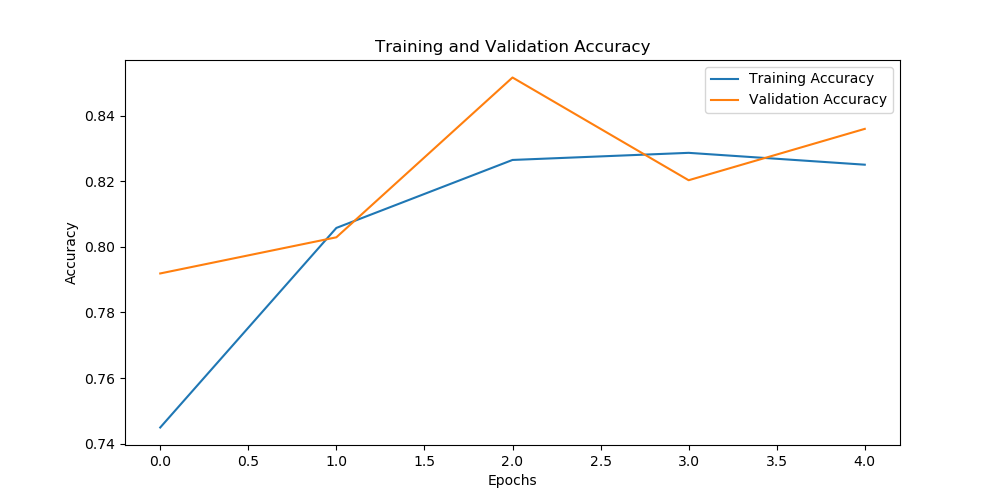 Training and Validation Accuracy
Training Accuracy
Validation Accuracy
Accuracy
0.84
0.82
0.80
0.78
0.76
0.74
0.0 0.5 1.0 1.5 2.0 2.5 3.0 3.5 4.0
Epochs